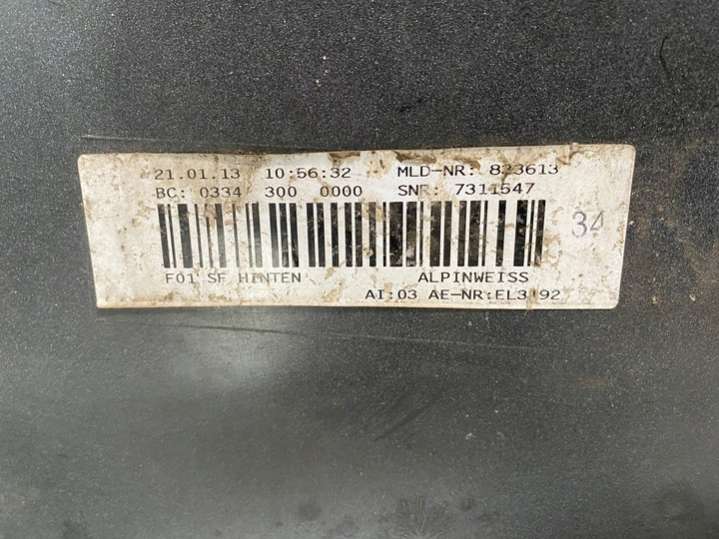 21.01.13 10:56:32 MLD-NR: 823613
BC: 0334 300 0000 SNR: 7311547
34
F01 SF HINTEN ALPINWEISS
AI:03 AE-NR: